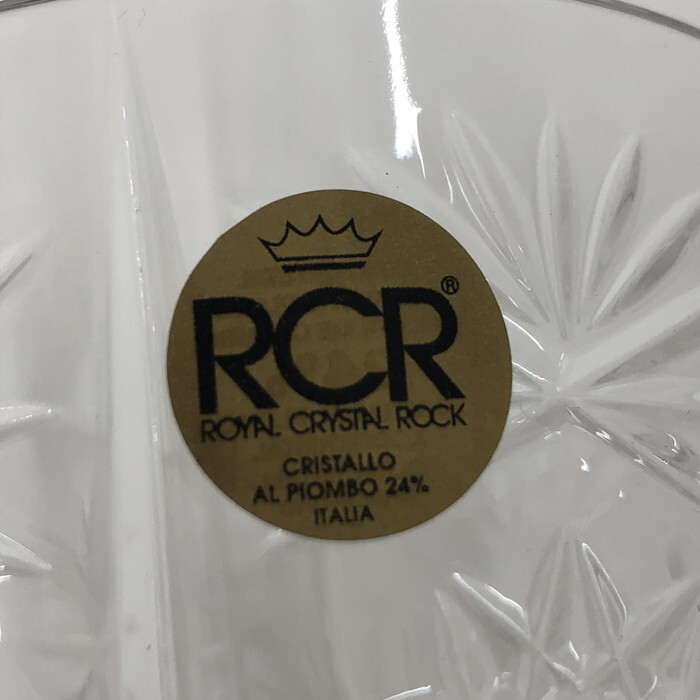 RCR®
ROYAL CRYSTAL ROCK
CRISTALLO
AL PIOMBO 24%
ITALIA